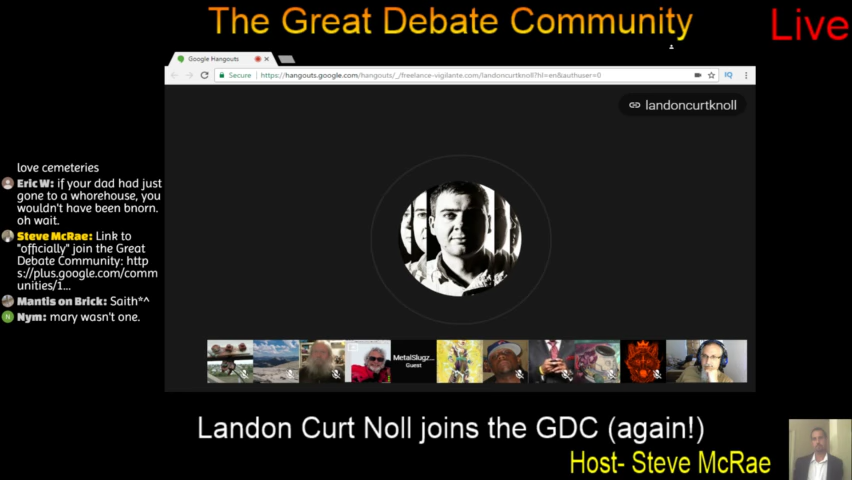 The Great Debate Community
Live
Google Hangouts
Secure
https://hangouts.google.com/hangouts/_/freelance-vigilante.com/landoncurtknoll?hl=en&authuser=0
landoncurtknoll
love cemeteries
Eric W: if your dad had just
gone to a whorehouse, you
wouldn't have been bnorn.
oh wait.
Steve McRae: Link to
"officially" join the Great
Debate Community: http
s://plus.google.com/comm
unities/1...
Mantis on Brick: Saith*^
N
Nym: mary wasn't one.
MetalSlugz...
Guest
Landon Curt Noll joins the GDC (again!)
Host- Steve McRae